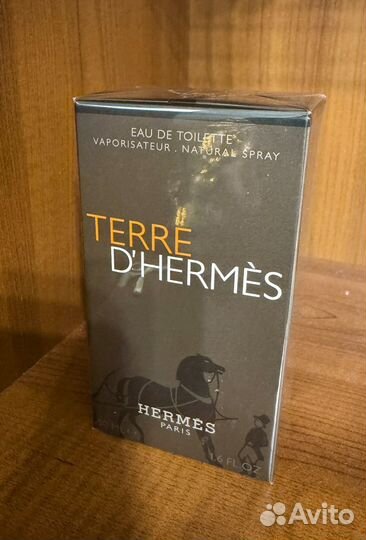 EAU DE TOILETTE
VAPORISATEUR . NATURAL SPRAY
TERRE
D'HERMÈS
HERMÈS
PARIS
1.6 FL.OZ
Avito